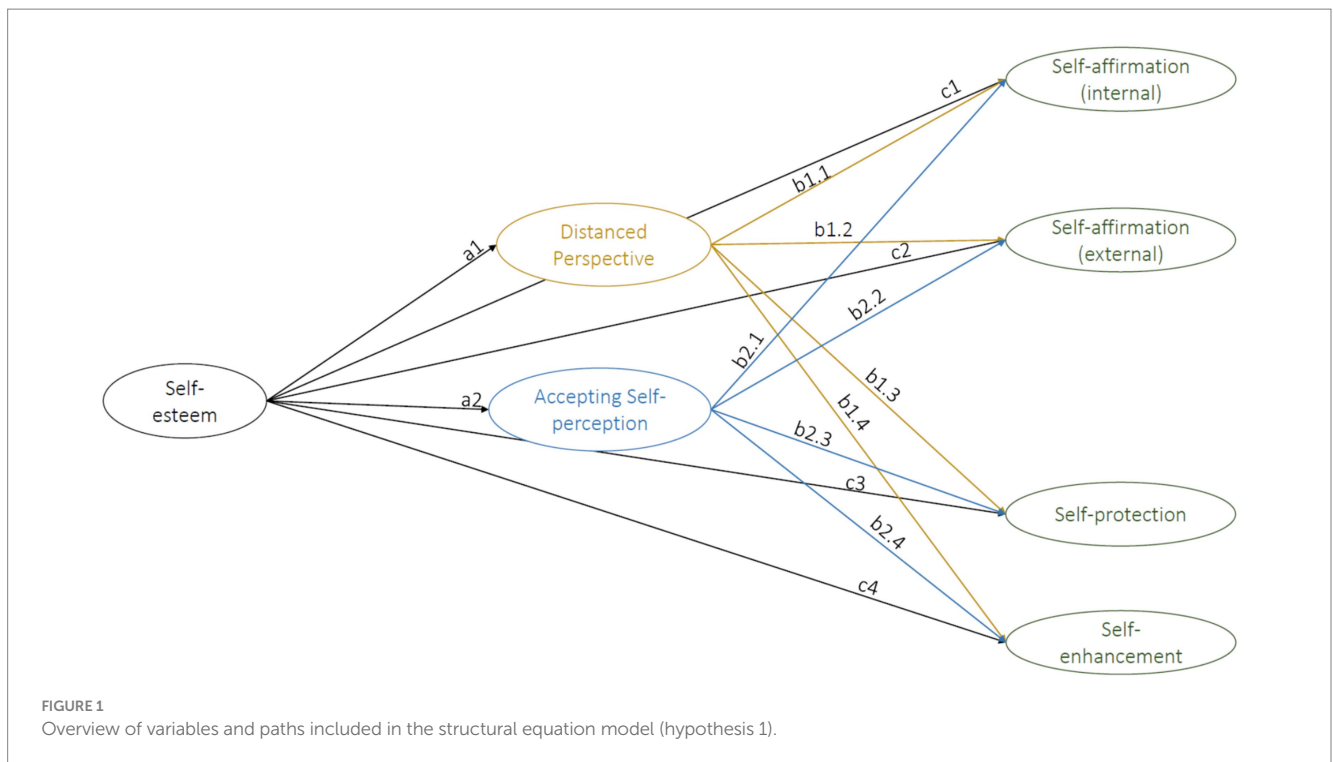 Self-affirmation
(internal)
c1
b1.1
Distanced
Perspective
b1.2
Self-affirmation
(external)
a1
c2
b2.2
b2.1
Self-
esteem
a2
Accepting Self-
perception
b1.3
b1.4
b2.3
c3
Self-protection
b2.4
c4
Self-
enhancement
FIGURE 1
Overview of variables and paths included in the structural equation model (hypothesis 1).